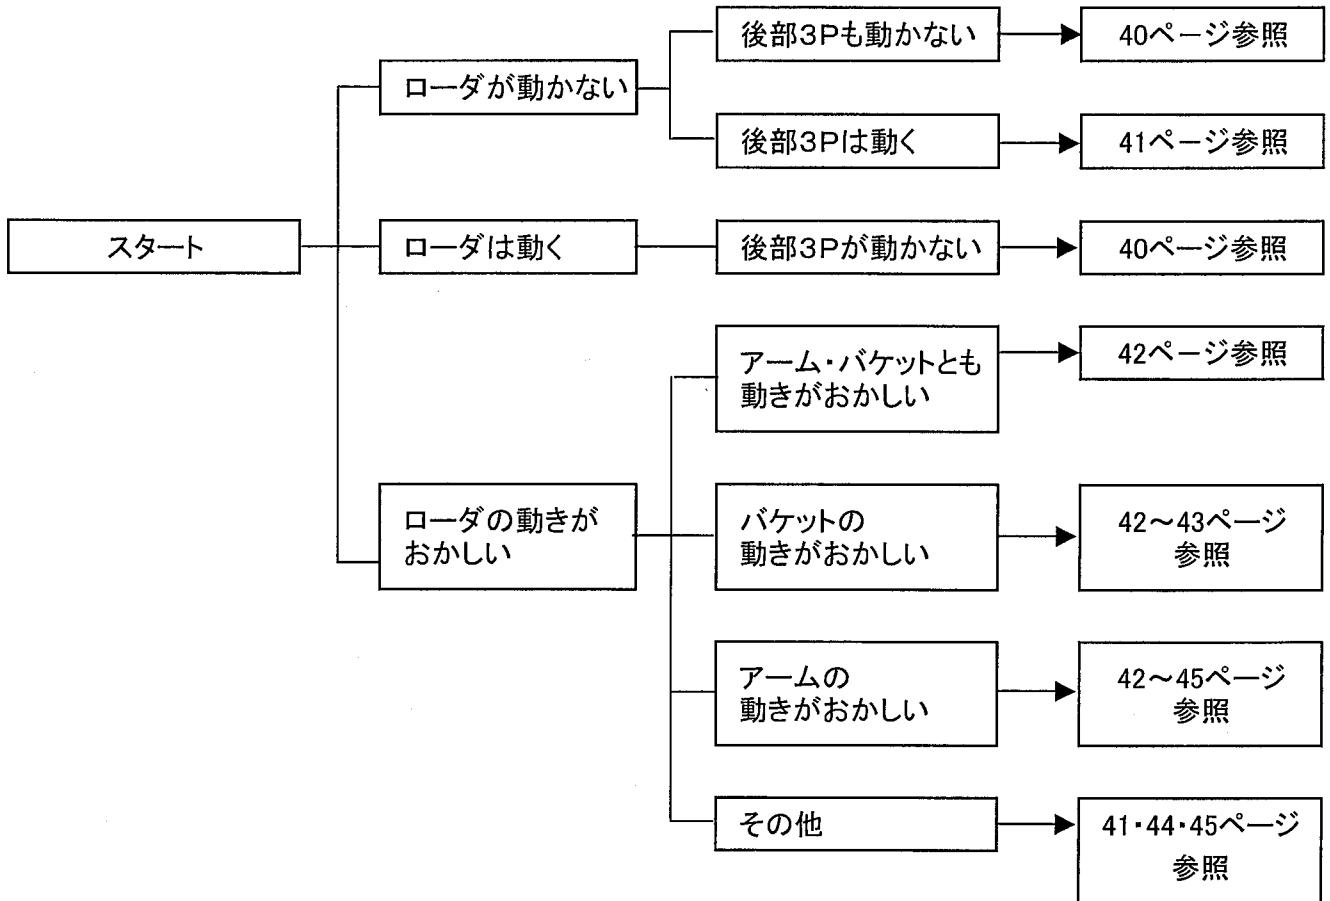 後部3Pも動かない
40ページ参照
ローダが動かない
後部3Pは動く
41ページ参照
スタート
ローダは動く
後部3Pが動かない
40ページ参照
アーム・バケットとも
動きがおかしい
42ページ参照
ローダの動きが
おかしい
バケットの
動きがおかしい
42～43ページ
参照
アームの
動きがおかしい
42～45ページ
参照
その他
41・44・45ページ
参照